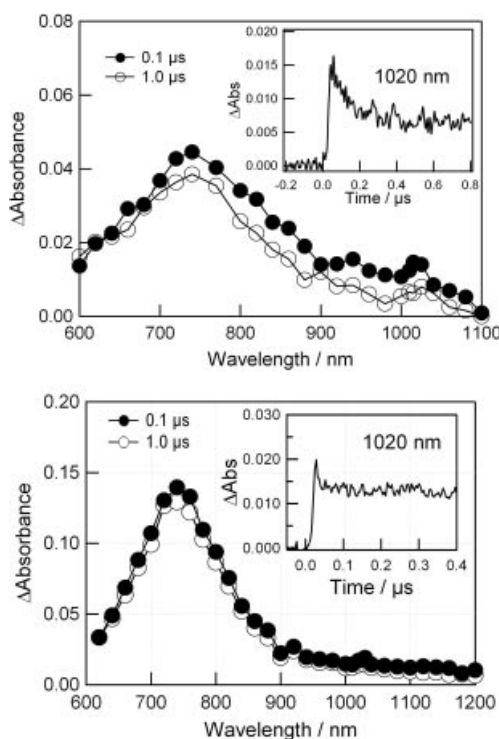 0.08
0.06
0.04
0.02
0.00
ΔAbsorbance
0.1 µs
1.0 µs
0.020
0.015
0.010
0.005
0.000
ΔAbs
1020 nm
-0.2 0.0 0.2 0.4 0.6 0.8
Time / µs
600 700 800 900 1000 1100
Wavelength / nm
0.20
0.15
0.10
0.05
0.00
ΔAbsorbance
0.1 µs
1.0 µs
0.030
0.015
0.000
ΔAbs
1020 nm
0.0 0.1 0.2 0.3 0.4
Time / µs
600 700 800 900 1000 1100 1200
Wavelength / nm